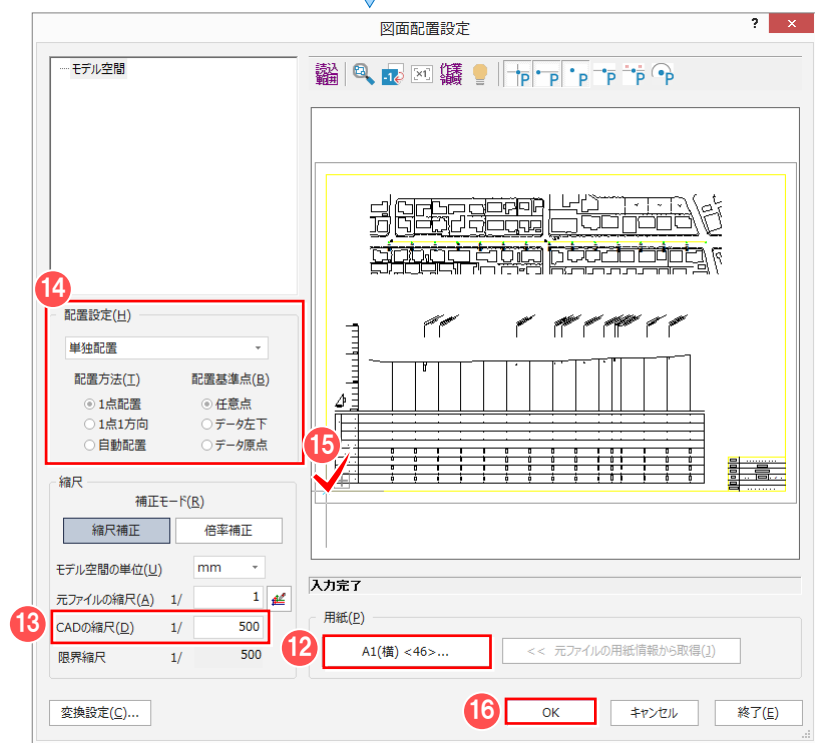 図面配置設定
?
×
モデル空間
読込範囲
-1
×1
作業領域
P P P P P P
14
配置設定(H)
単独配置
配置方法(T)
配置基準点(B)
1点配置
任意点
1点1方向
データ左下
自動配置
データ原点
15
縮尺
補正モード(R)
縮尺補正
倍率補正
モデル空間の単位(U)
mm
元ファイルの縮尺(A) 1/ 1
13
CADの縮尺(D) 1/ 500
限界縮尺 1/ 500
入力完了
用紙(P)
12
A1(横) <46>...
<< 元ファイルの用紙情報から取得(J)
変換設定(C)...
16
OK
キャンセル
終了(E)